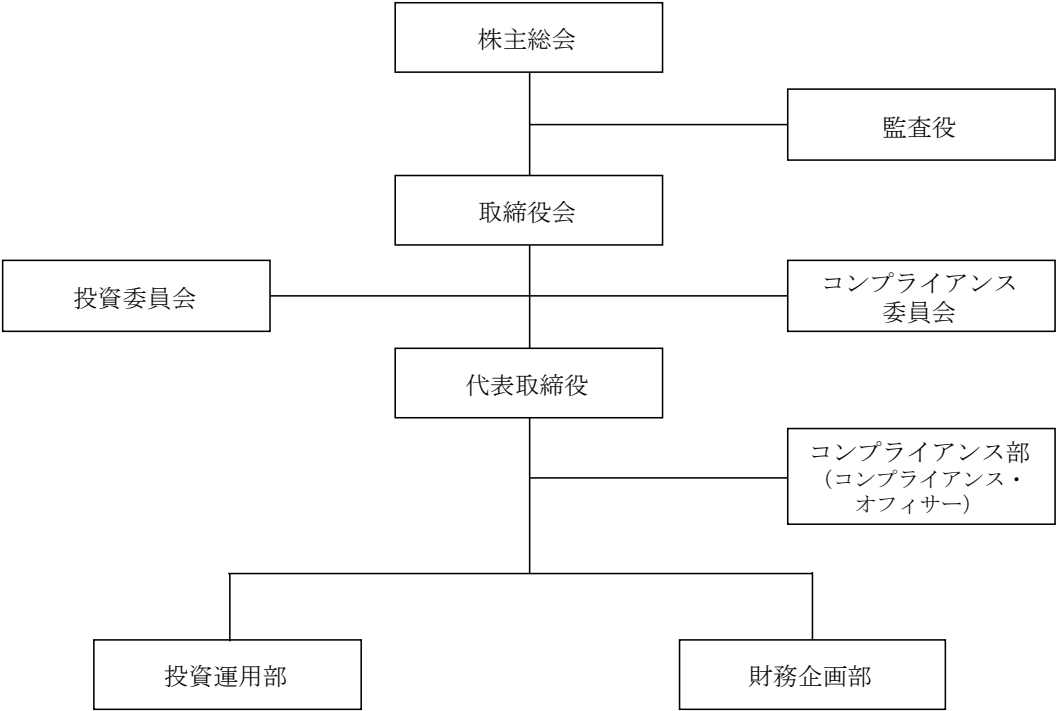 株主総会
監査役
取締役会
投資委員会
コンプライアンス
委員会
代表取締役
コンプライアンス部
（コンプライアンス・
オフィサー）
投資運用部
財務企画部